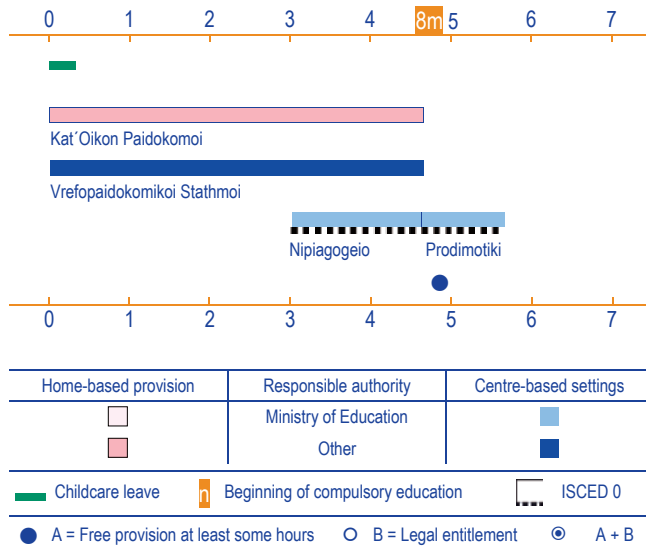 0 1 2 3 4 8m 5 6 7
Kat´Oikon Paidokomoi
Vrefopaidokomikoi Stathmoi
Nipiagogeio Prodimotiki
0 1 2 3 4 5 6 7
Home-based provision Responsible authority Centre-based settings
Ministry of Education
Other
Childcare leave n Beginning of compulsory education ISCED 0
A = Free provision at least some hours B = Legal entitlement A + B